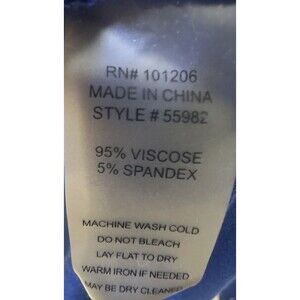 RN# 101206
MADE IN CHINA
STYLE # 55982
95% VISCOSE
5% SPANDEX
MACHINE WASH COLD
DO NOT BLEACH
LAY FLAT TO DRY
WARM IRON IF NEEDED
MAY BE DRY CLEANED